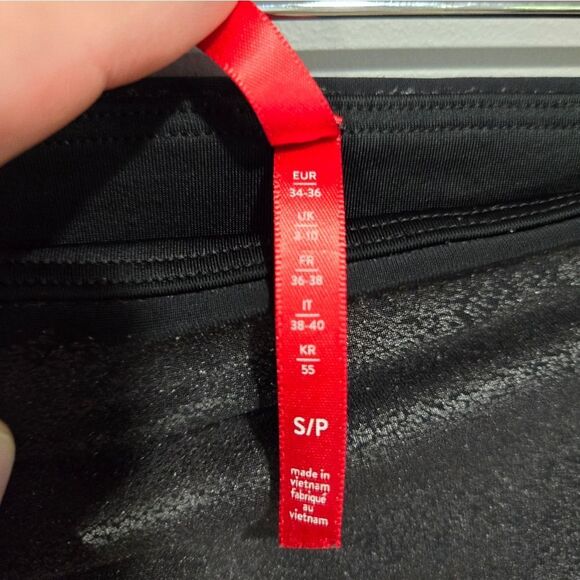 EUR
34-36
UK
8-10
FR
36-38
IT
38-40
KR
55
S/P
made in
vietnam
fabriqué
au
vietnam